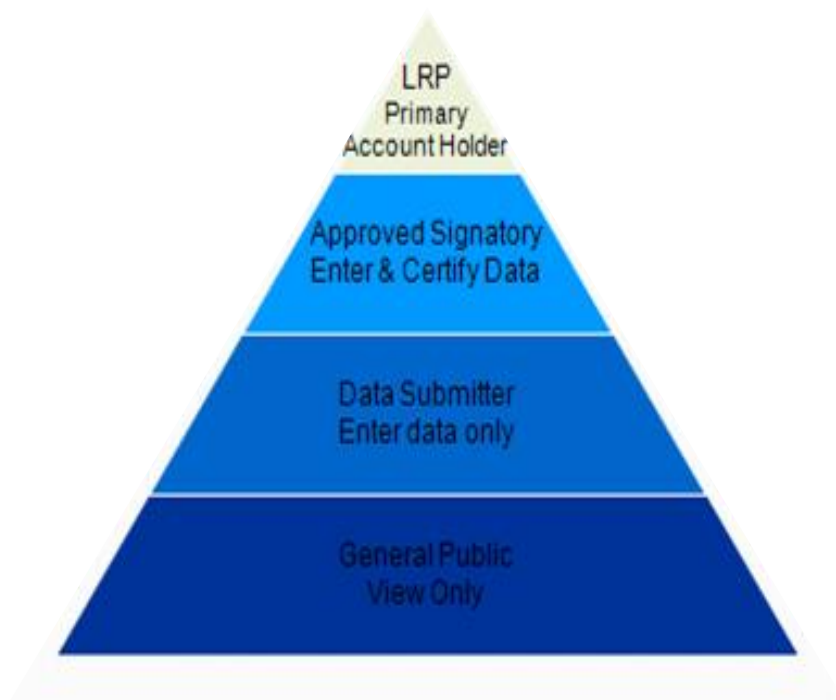 LRP
Primary
Account Holder
Approved Signatory
Enter & Certify Data
Data Submitter
Enter data only
General Public
View Only